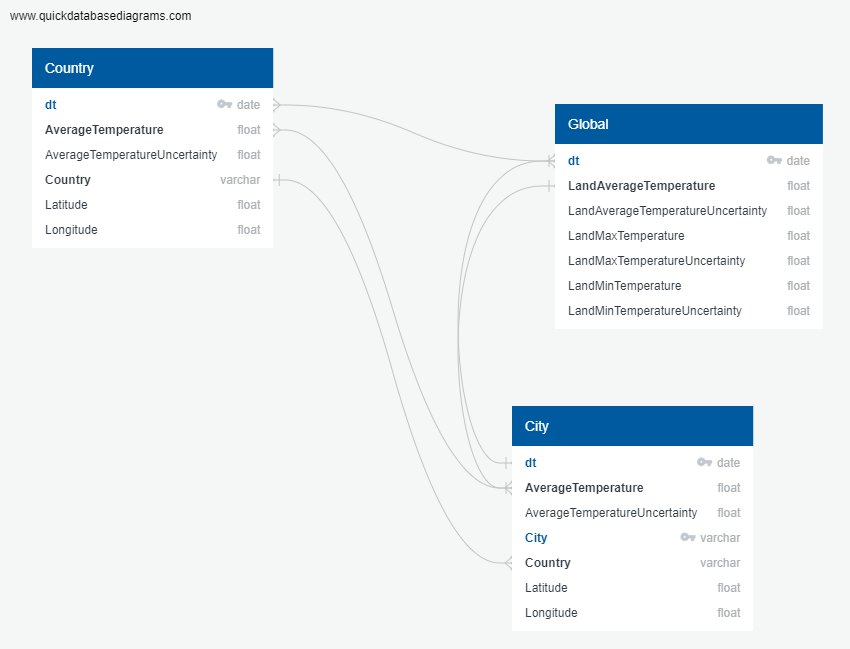 www.quickdatabasediagrams.com
Country
dt date
AverageTemperature float
AverageTemperatureUncertainty float
Country varchar
Latitude float
Longitude float
Global
dt date
LandAverageTemperature float
LandAverageTemperatureUncertainty float
LandMaxTemperature float
LandMaxTemperatureUncertainty float
LandMinTemperature float
LandMinTemperatureUncertainty float
City
dt date
AverageTemperature float
AverageTemperatureUncertainty float
City varchar
Country varchar
Latitude float
Longitude float